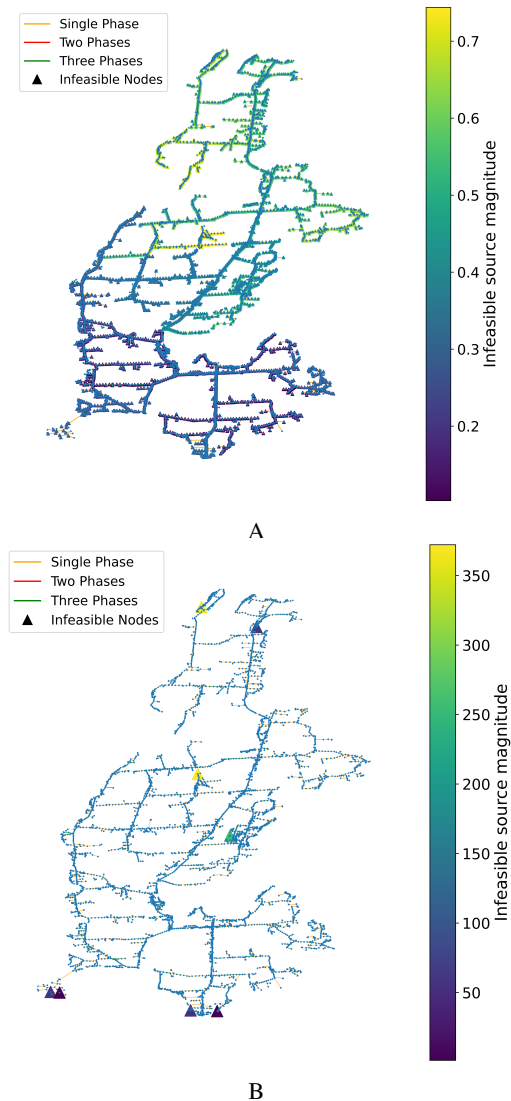 Single Phase
Two Phases
Three Phases
Infeasible Nodes
0.7
0.6
0.5
0.4
0.3
0.2
Infeasible source magnitude
A
Single Phase
Two Phases
Three Phases
Infeasible Nodes
350
300
250
200
150
100
50
Infeasible source magnitude
B